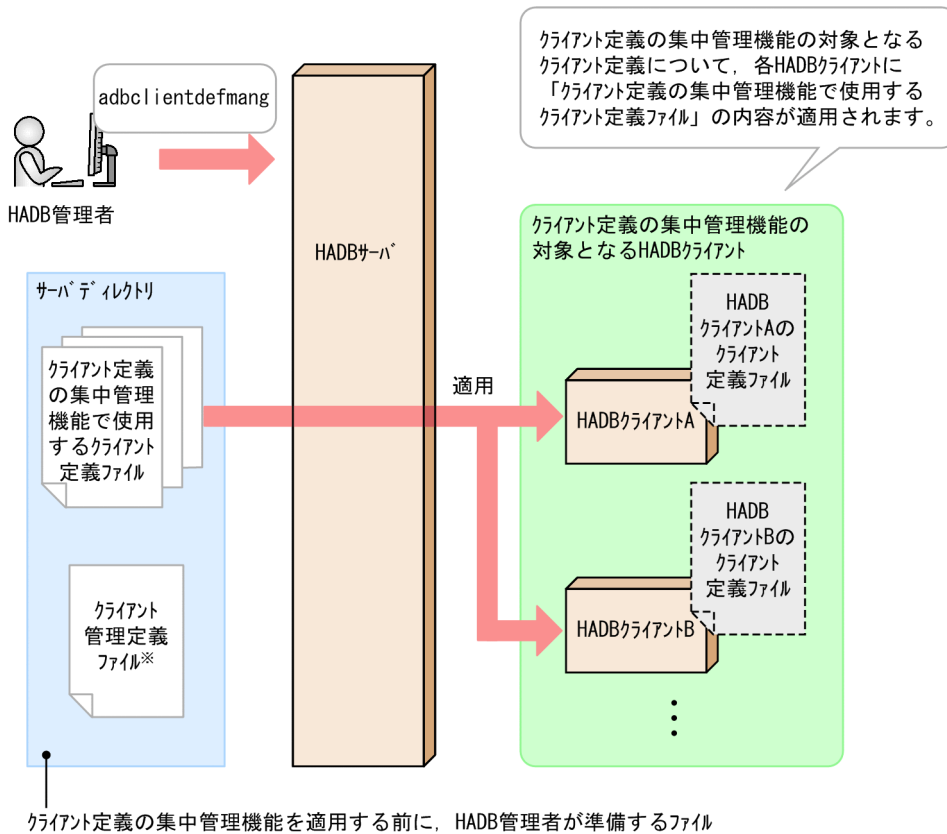 adbclientdefmang
HADB管理者
クライアント定義の集中管理機能の対象となる
クライアント定義について，各HADBクライアントに
「クライアント定義の集中管理機能で使用する
クライアント定義ファイル」の内容が適用されます。
HADBサーバ
サーバディレクトリ
クライアント定義
の集中管理
機能で使用
するクライアント
定義ファイル
クライアント
管理定義
ファイル※
適用
クライアント定義の集中管理機能の
対象となるHADBクライアント
HADB
クライアントAの
クライアント
定義ファイル
HADBクライアントA
HADB
クライアントBの
クライアント
定義ファイル
HADBクライアントB
クライアント定義の集中管理機能を適用する前に，HADB管理者が準備するファイル